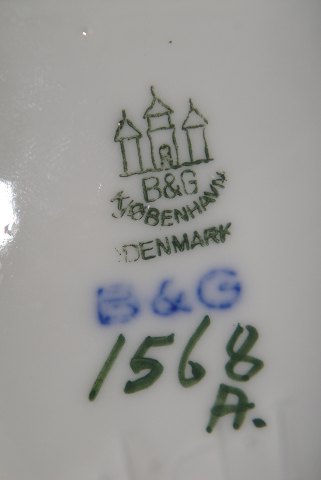 B&G
KJØBENHAVN
DENMARK
B&G
1568
A.